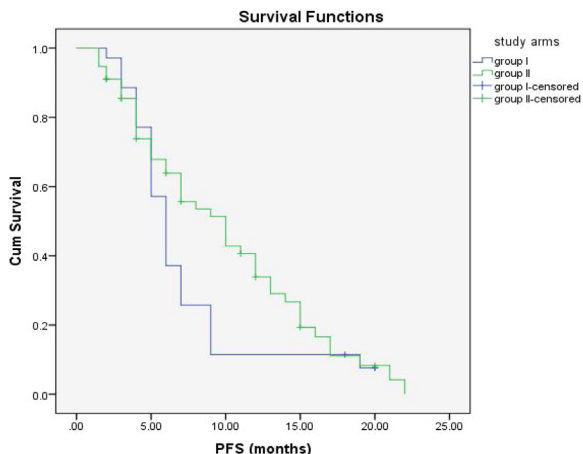 Survival Functions
study arms
group I
group II
group I-censored
group II-censored
Cum Survival
1.0
0.8
0.6
0.4
0.2
0.0
.00 5.00 10.00 15.00 20.00 25.00
PFS (months)